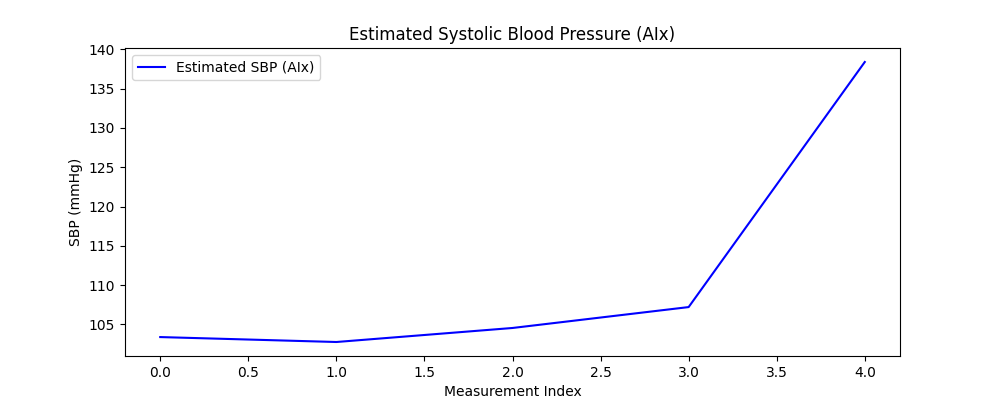 Estimated Systolic Blood Pressure (AIx)
Estimated SBP (AIx)
SBP (mmHg)
140
135
130
125
120
115
110
105
0.0 0.5 1.0 1.5 2.0 2.5 3.0 3.5 4.0
Measurement Index